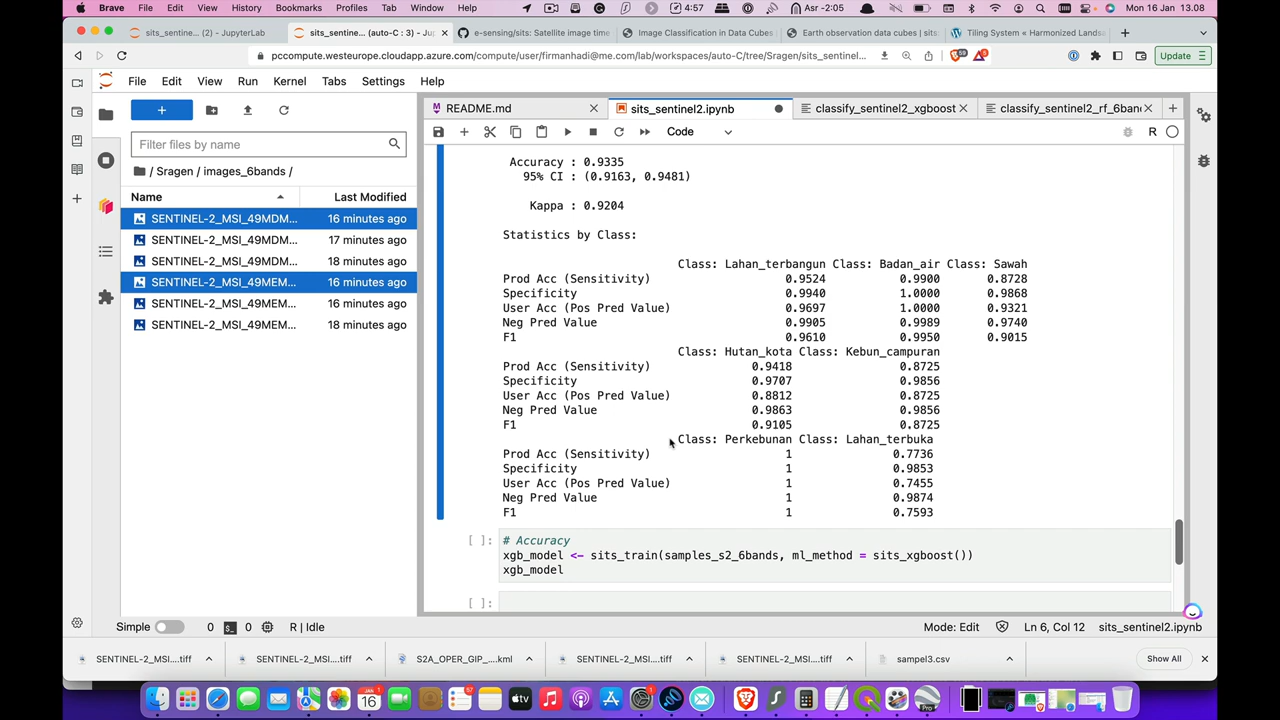 Brave File Edit View History Bookmarks Profiles Tab Window Help 4:57 Asr -2:05 Mon 16 Jan 13.08
sits_sentine... (2) - JupyterLab
sits_sentinel... (auto-C : 3) - Ju
e-sensing/sits: Satellite image time
Image Classification in Data Cubes
Earth observation data cubes | sits
Tiling System « Harmonized Lands
pccompute.westeurope.cloudapp.azure.com/compute/user/firmanhadi@me.com/lab/workspaces/auto-C/tree/Sragen/sits_sentinel...
Update
File Edit View Run Kernel Tabs Settings Help
README.md
sits_sentinel2.ipynb
classify_sentinel2_xgboost
classify_sentinel2_rf_6ban
Code
R
Filter files by name
/ Sragen / images_6bands /
Name Last Modified
SENTINEL-2_MSI_49MDM... 16 minutes ago
SENTINEL-2_MSI_49MDM... 17 minutes ago
SENTINEL-2_MSI_49MDM... 18 minutes ago
SENTINEL-2_MSI_49MEM... 16 minutes ago
SENTINEL-2_MSI_49MEM... 16 minutes ago
SENTINEL-2_MSI_49MEM... 18 minutes ago
Accuracy : 0.9335
95% CI : (0.9163, 0.9481)
Kappa : 0.9204
Statistics by Class:
Class: Lahan_terbangun Class: Badan_air Class: Sawah
Prod Acc (Sensitivity) 0.9524 0.9900 0.8728
Specificity 0.9940 1.0000 0.9868
User Acc (Pos Pred Value) 0.9697 1.0000 0.9321
Neg Pred Value 0.9905 0.9989 0.9740
F1 0.9610 0.9950 0.9015
Class: Hutan_kota Class: Kebun_campuran
Prod Acc (Sensitivity) 0.9418 0.8725
Specificity 0.9707 0.9856
User Acc (Pos Pred Value) 0.8812 0.8725
Neg Pred Value 0.9863 0.9856
F1 0.9105 0.8725
Class: Perkebunan Class: Lahan_terbuka
Prod Acc (Sensitivity) 1 0.7736
Specificity 1 0.9853
User Acc (Pos Pred Value) 1 0.7455
Neg Pred Value 1 0.9874
F1 1 0.7593
[ ]: # Accuracy
xgb_model <- sits_train(samples_s2_6bands, ml_method = sits_xgboost())
xgb_model
[ ]:
Simple 0 0 R | Idle Mode: Edit Ln 6, Col 12 sits_sentinel2.ipynb
SENTINEL-2_MSI....tiff
SENTINEL-2_MSI....tiff
S2A_OPER_GIP_....kml
SENTINEL-2_MSI....tiff
SENTINEL-2_MSI....tiff
sampel3.csv
Show All